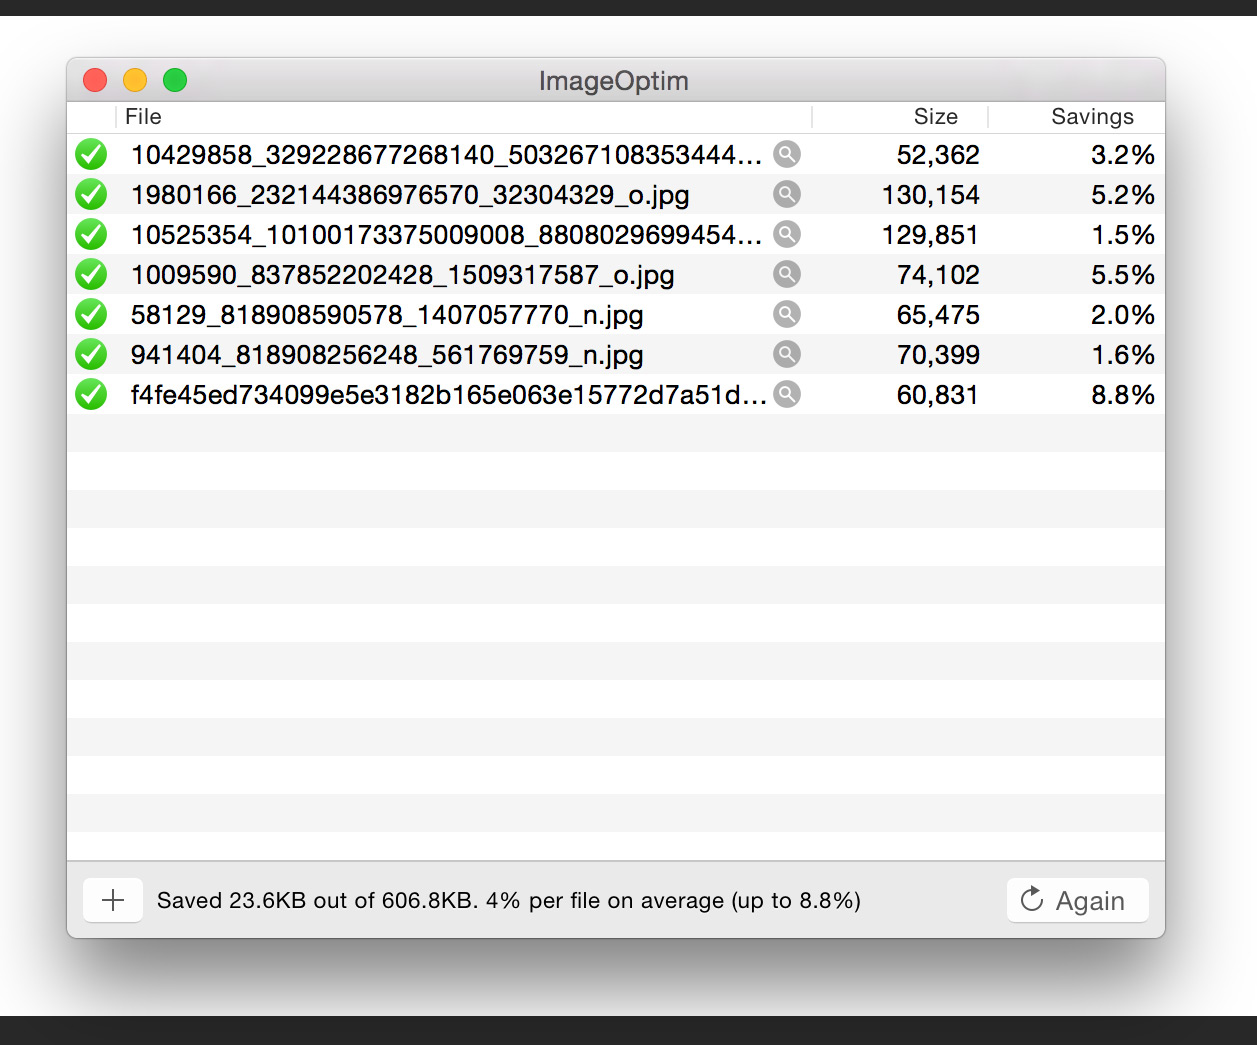 ImageOptim
File Size Savings
10429858_329228677268140_503267108353444... 52,362 3.2%
1980166_232144386976570_32304329_o.jpg 130,154 5.2%
10525354_10100173375009008_8808029699454... 129,851 1.5%
1009590_837852202428_1509317587_o.jpg 74,102 5.5%
58129_818908590578_1407057770_n.jpg 65,475 2.0%
941404_818908256248_561769759_n.jpg 70,399 1.6%
f4fe45ed734099e5e3182b165e063e15772d7a51d... 60,831 8.8%
Saved 23.6KB out of 606.8KB. 4% per file on average (up to 8.8%) Again